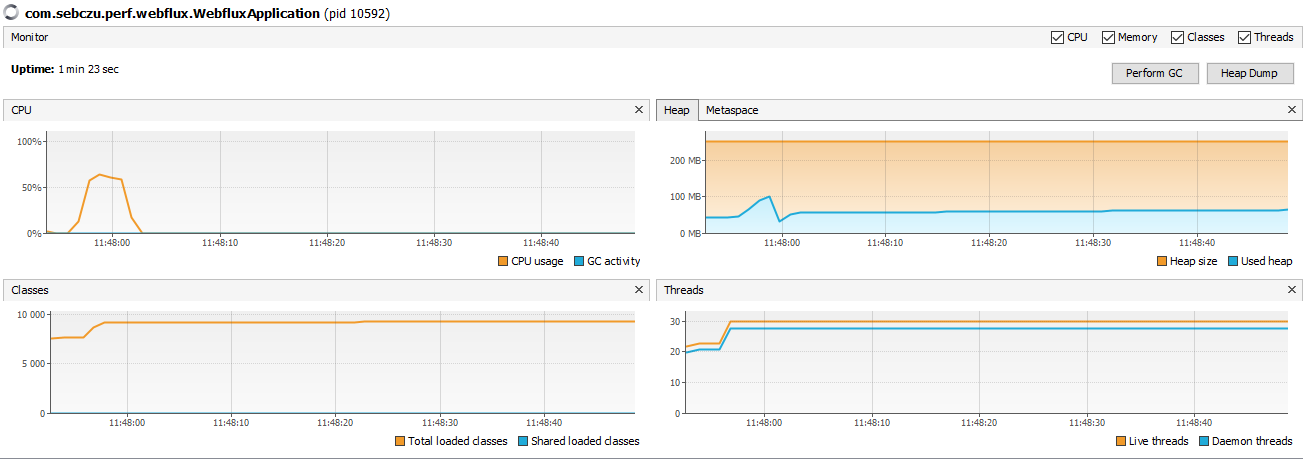 com.sebczu.perf.webflux.WebfluxApplication (pid 10592)
Monitor
CPU Memory Classes Threads
Uptime: 1 min 23 sec
Perform GC Heap Dump
CPU
100%
50%
0%
11:48:00 11:48:10 11:48:20 11:48:30 11:48:40
CPU usage GC activity
Heap Metaspace
200 MB
100 MB
0 MB
11:48:00 11:48:10 11:48:20 11:48:30 11:48:40
Heap size Used heap
Classes
10 000
5 000
0
11:48:00 11:48:10 11:48:20 11:48:30 11:48:40
Total loaded classes Shared loaded classes
Threads
30
20
10
0
11:48:00 11:48:10 11:48:20 11:48:30 11:48:40
Live threads Daemon threads